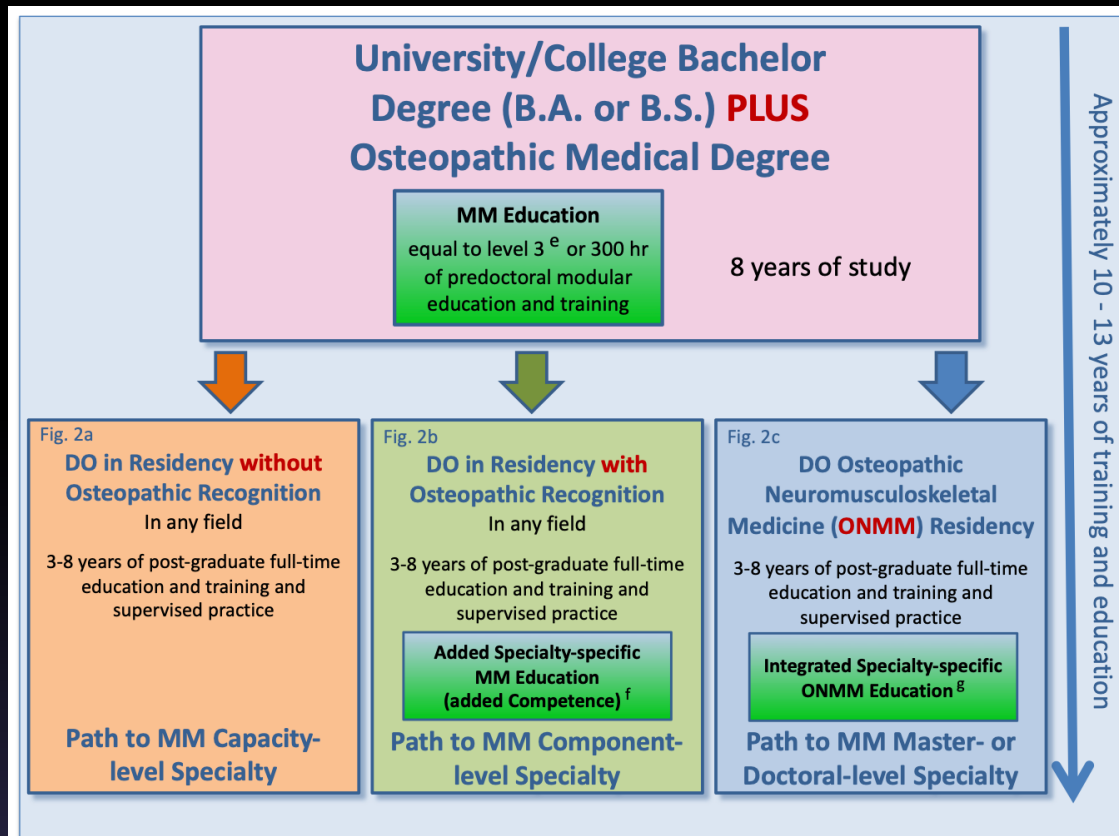 University/College Bachelor
Degree (B.A. or B.S.) PLUS
Osteopathic Medical Degree
MM Education
equal to level 3 e or 300 hr
of predoctoral modular
education and training
8 years of study
Approximately 10 - 13 years of training and education
Fig. 2a
DO in Residency without
Osteopathic Recognition
In any field
3-8 years of post-graduate full-time
education and training and
supervised practice
Path to MM Capacity-
level Specialty
Fig. 2b
DO in Residency with
Osteopathic Recognition
In any field
3-8 years of post-graduate full-time
education and training and
supervised practice
Added Specialty-specific
MM Education
(added Competence) f
Path to MM Component-
level Specialty
Fig. 2c
DO Osteopathic
Neuromusculoskeletal
Medicine (ONMM) Residency
3-8 years of post-graduate full-time
education and training and
supervised practice
Integrated Specialty-specific
ONMM Education g
Path to MM Master- or
Doctoral-level Specialty